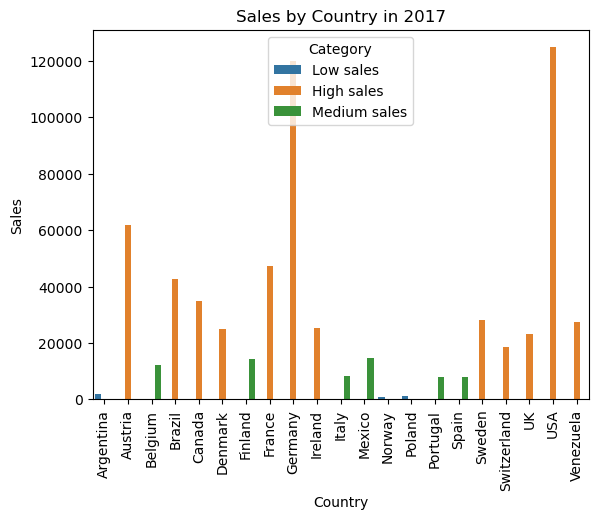 Sales by Country in 2017
Category
Low sales
High sales
Medium sales
120000
100000
80000
60000
40000
20000
0
Sales
Argentina
Austria
Belgium
Brazil
Canada
Denmark
Finland
France
Germany
Ireland
Italy
Mexico
Norway
Poland
Portugal
Spain
Sweden
Switzerland
UK
USA
Venezuela
Country